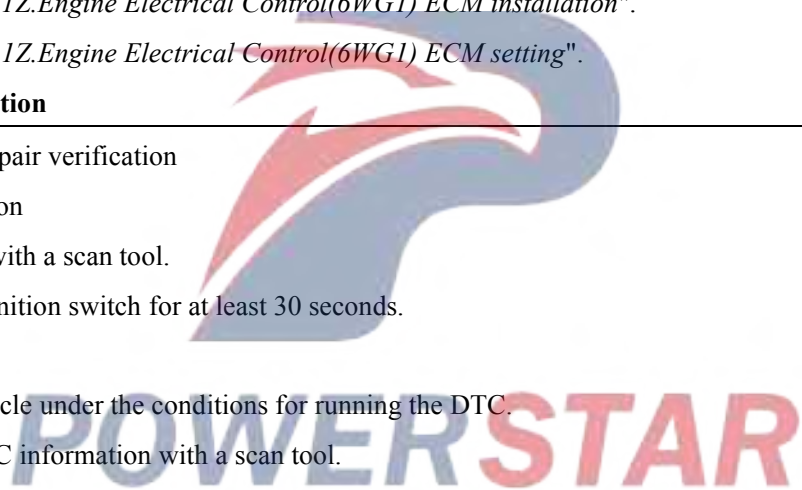 1Z.Engine Electrical Control(6WG1) ECM installation".
1Z.Engine Electrical Control(6WG1) ECM setting".
tion
pair verification
on
with a scan tool.
nition switch for at least 30 seconds.
cle under the conditions for running the DTC.
C information with a scan tool.
POWERSTAR